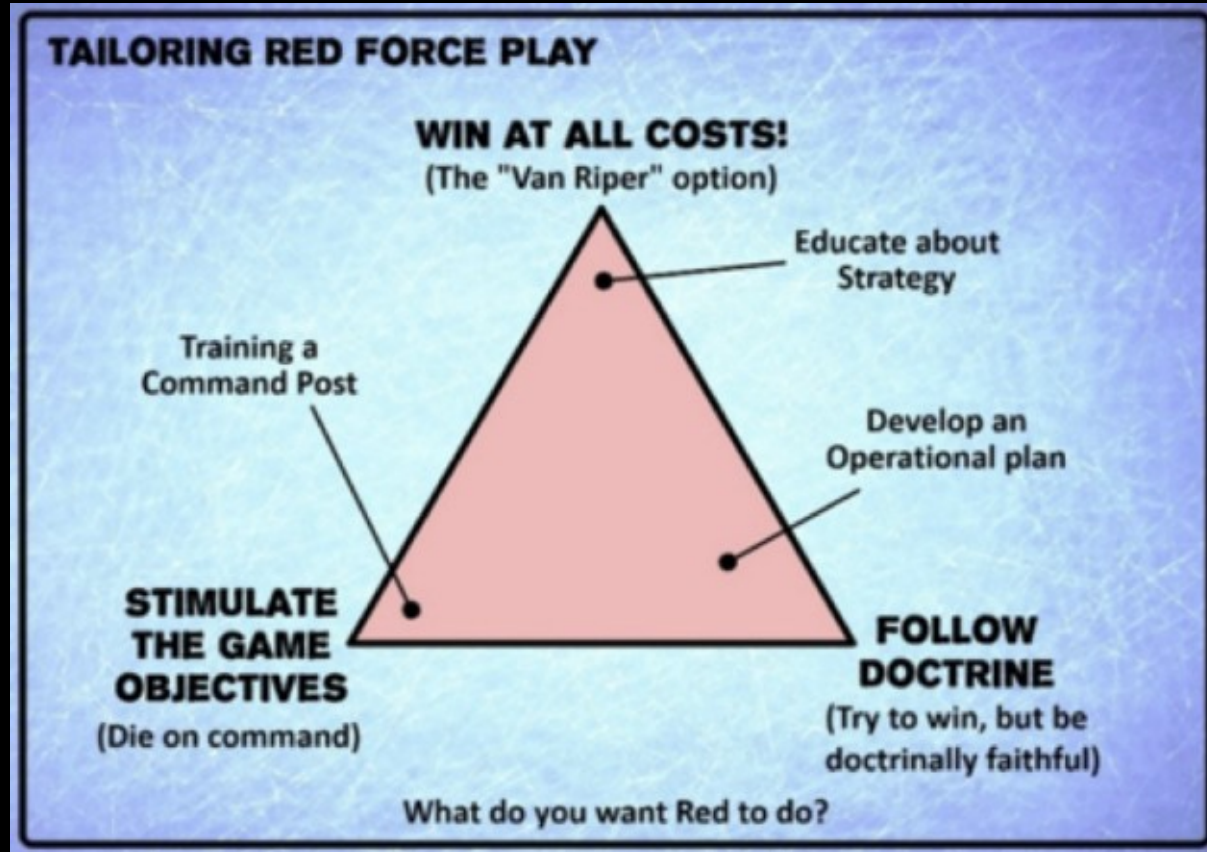 TAILORING RED FORCE PLAY
WIN AT ALL COSTS!
(The "Van Riper" option)
Educate about
Strategy
Training a
Command Post
Develop an
Operational plan
STIMULATE
THE GAME
OBJECTIVES
(Die on command)
FOLLOW
DOCTRINE
(Try to win, but be
doctrinally faithful)
What do you want Red to do?